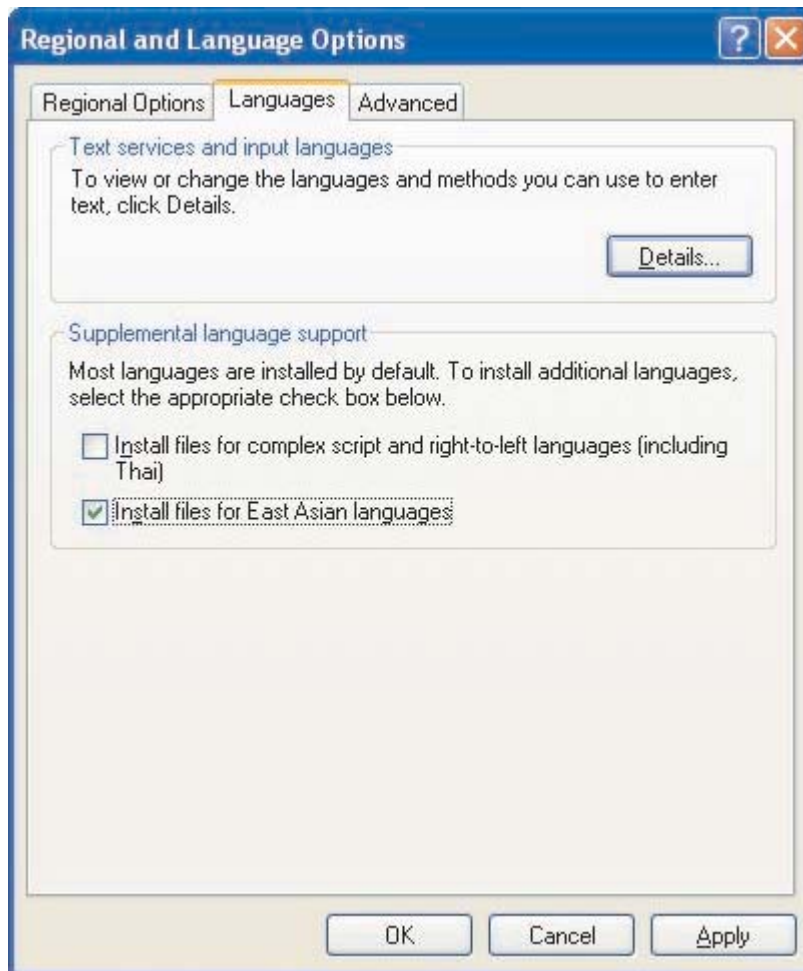 Regional and Language Options
Regional Options Languages Advanced
Text services and input languages
To view or change the languages and methods you can use to enter
text, click Details.
Details...
Supplemental language support
Most languages are installed by default. To install additional languages,
select the appropriate check box below.
Install files for complex script and right-to-left languages (including
Thai)
Install files for East Asian languages
OK Cancel Apply